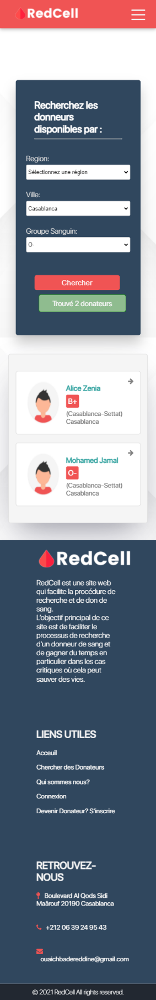 RedCell
Recherchez les
donneurs
disponibles par :
Region:
Sélectionnez une région
Ville:
Casablanca
Groupe Sanguin:
O-
Chercher
Trouvé 2 donateurs
Alice Zenia
B+
(Casablanca-Settat)
Casablanca
Mohamed Jamal
O-
(Casablanca-Settat)
Casablanca
RedCell
RedCell est une site web
qui facilite la procédure de
recherche et de don de
sang.
L'objectif principal de ce
site est de faciliter le
processus de recherche
d'un donneur de sang et
de gagner du temps en
particulier dans les cas
critiques où cela peut
sauver des vies.
LIENS UTILES
Acceuil
Chercher des Donateurs
Qui sommes nous?
Connexion
Devenir Donateur? S'inscrire
RETROUVEZ-
NOUS
Boulevard Al Qods Sidi
Maârouf 20190 Casablanca
+212 06 39 24 95 43
ouaichbadereddine@gmail.com
© 2021 RedCell All rights reserved.